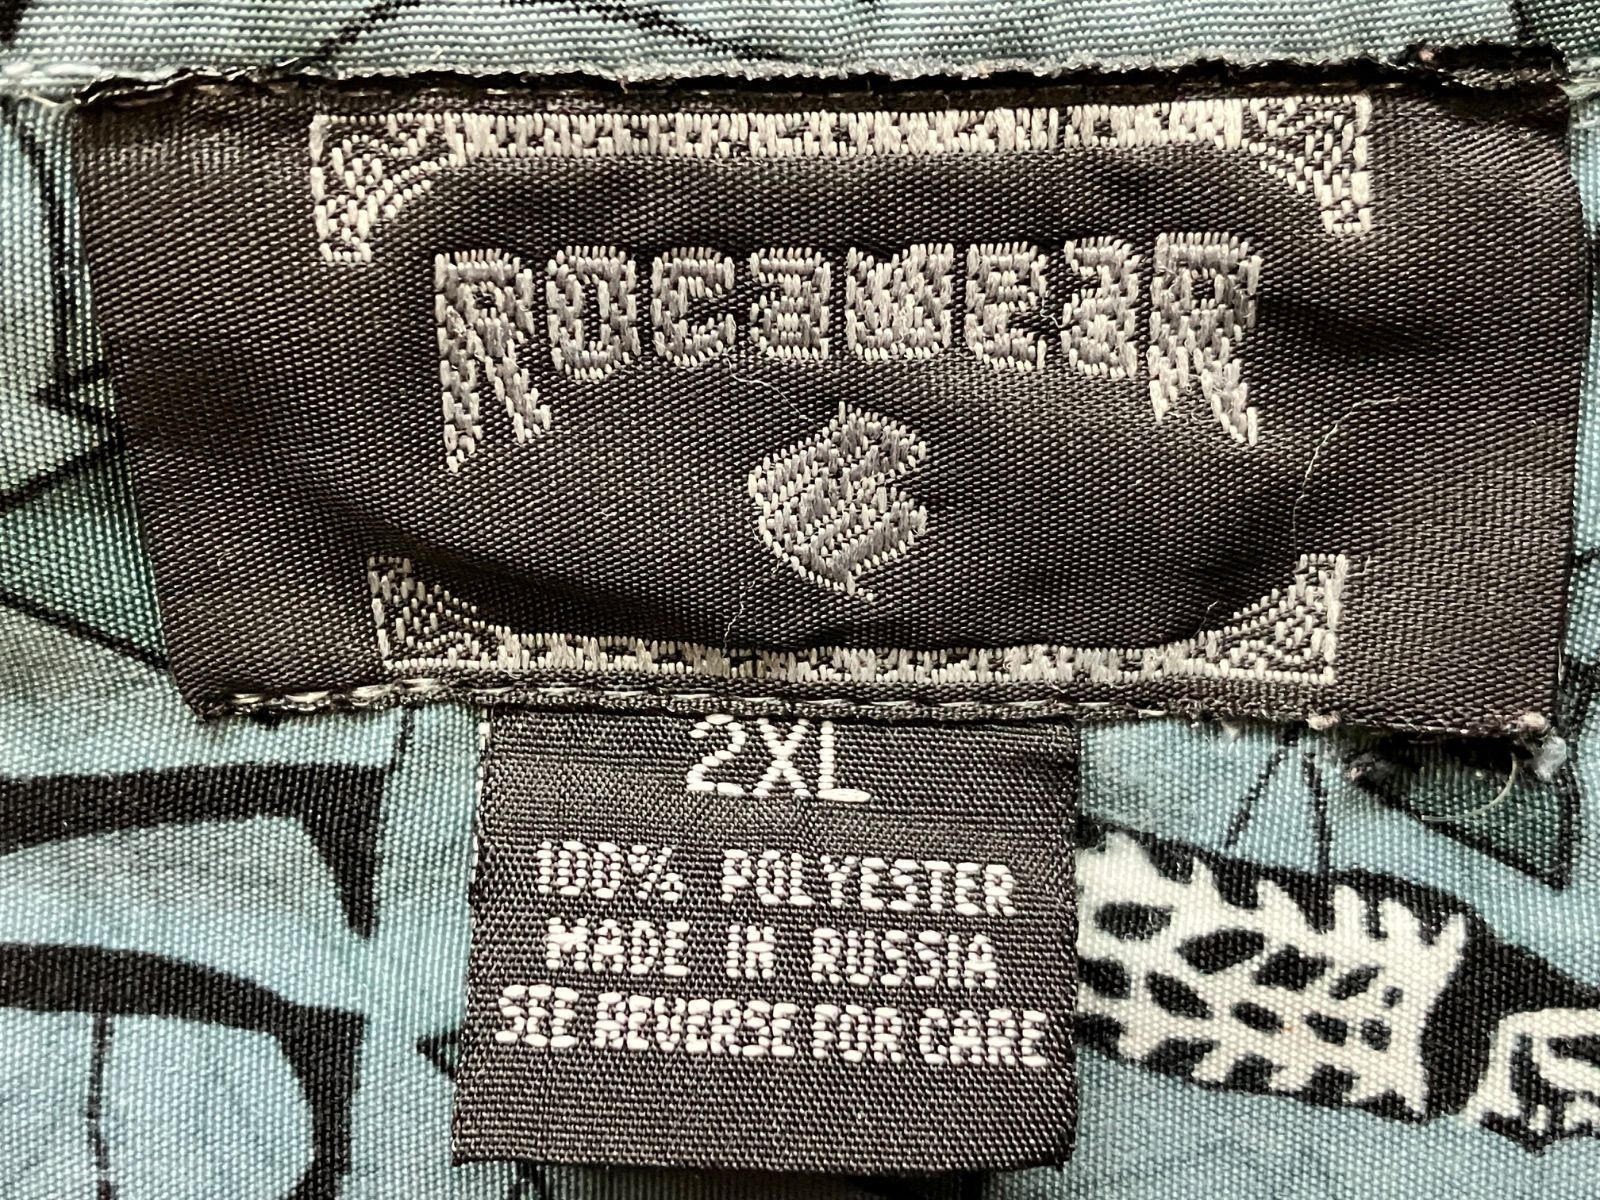 Rocawear
R
2XL
100% POLYESTER
MADE IN RUSSIA
SEE REVERSE FOR CARE